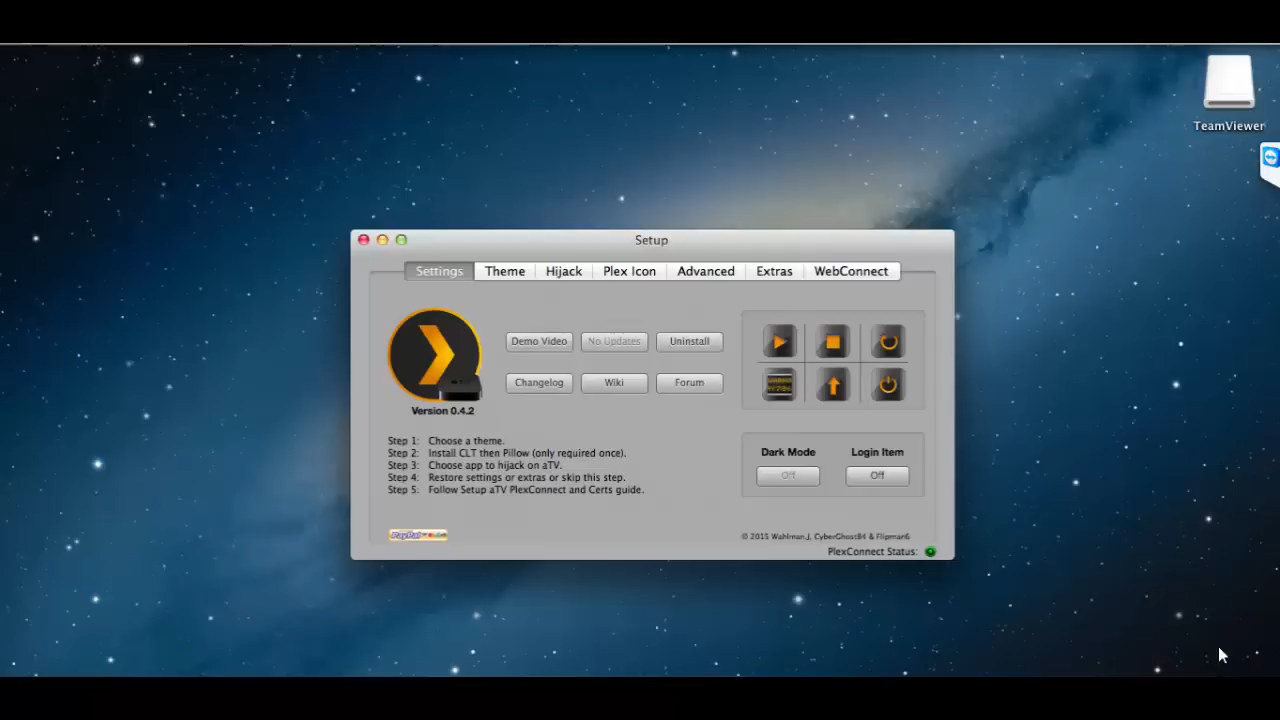 TeamViewer
Setup
Settings Theme Hijack Plex Icon Advanced Extras WebConnect
Demo Video No Updates Uninstall
Changelog Wiki Forum
Version 0.4.2
Step 1: Choose a theme.
Step 2: Install CLT then Pillow (only required once).
Step 3: Choose app to hijack on aTV.
Step 4: Restore settings or extras or skip this step.
Step 5: Follow Setup aTV PlexConnect and Certs guide.
Dark Mode Login Item
Off Off
PayPal
© 2015 Wahlman.j, CyberGhost84 & Flipman6
PlexConnect Status: